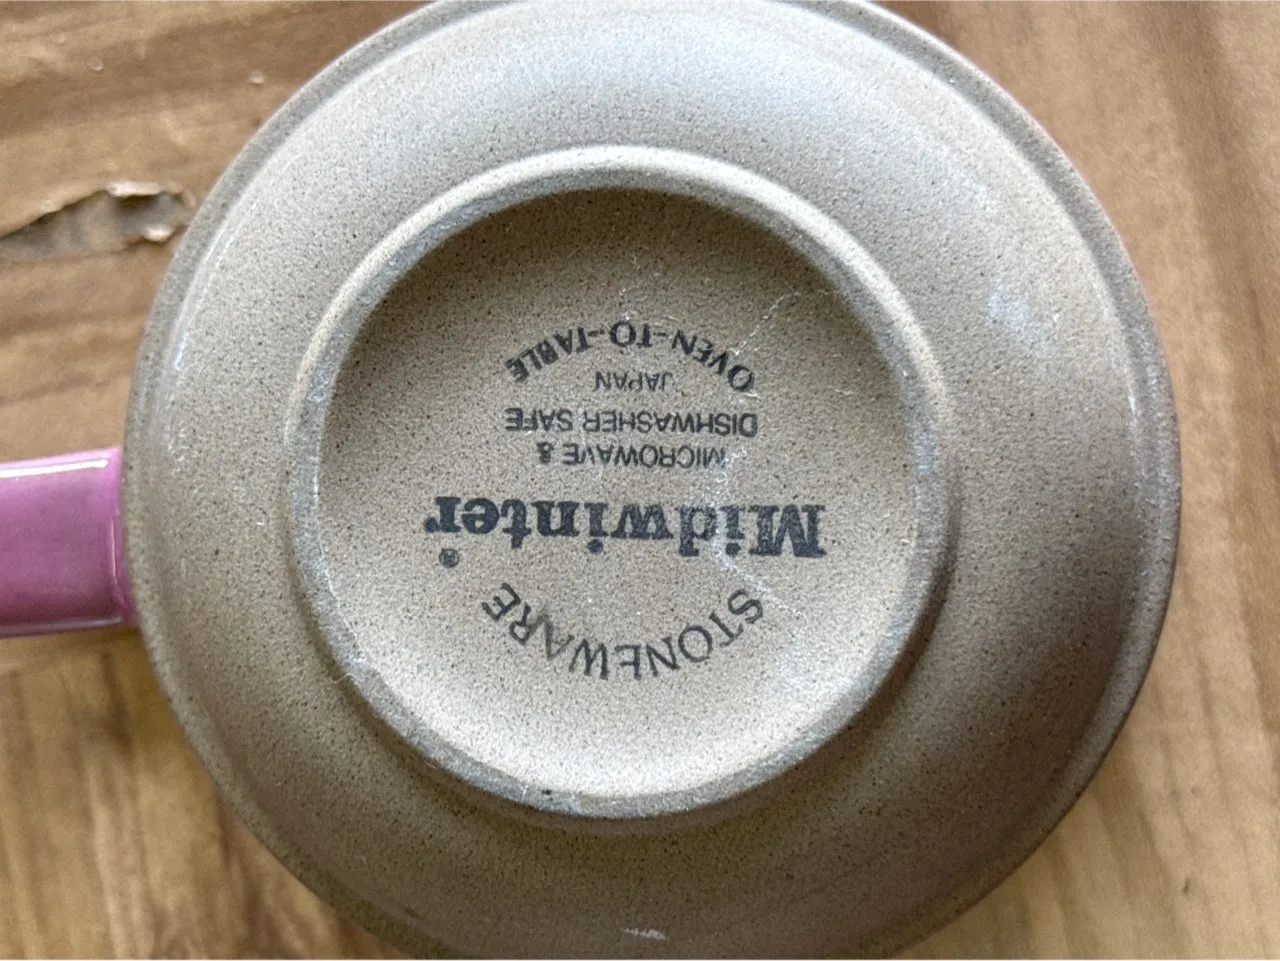 STONEWARE
Midwinter®
MICROWAVE &
DISHWASHER SAFE
JAPAN
OVEN-TO-TABLE